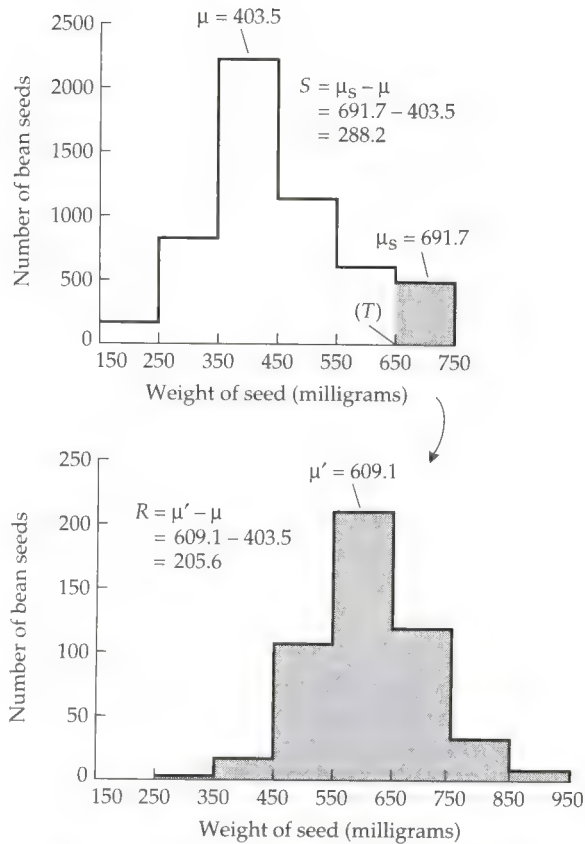 μ = 403.5
2500
2000
1500
1000
500
0
Number of bean seeds
S = μS – μ
= 691.7 – 403.5
= 288.2
μS = 691.7
(T)
150 250 350 450 550 650 750
Weight of seed (milligrams)
250
200
150
100
50
0
Number of bean seeds
μ′ = 609.1
R = μ′ – μ
= 609.1 – 403.5
= 205.6
150 250 350 450 550 650 750 850 950
Weight of seed (milligrams)